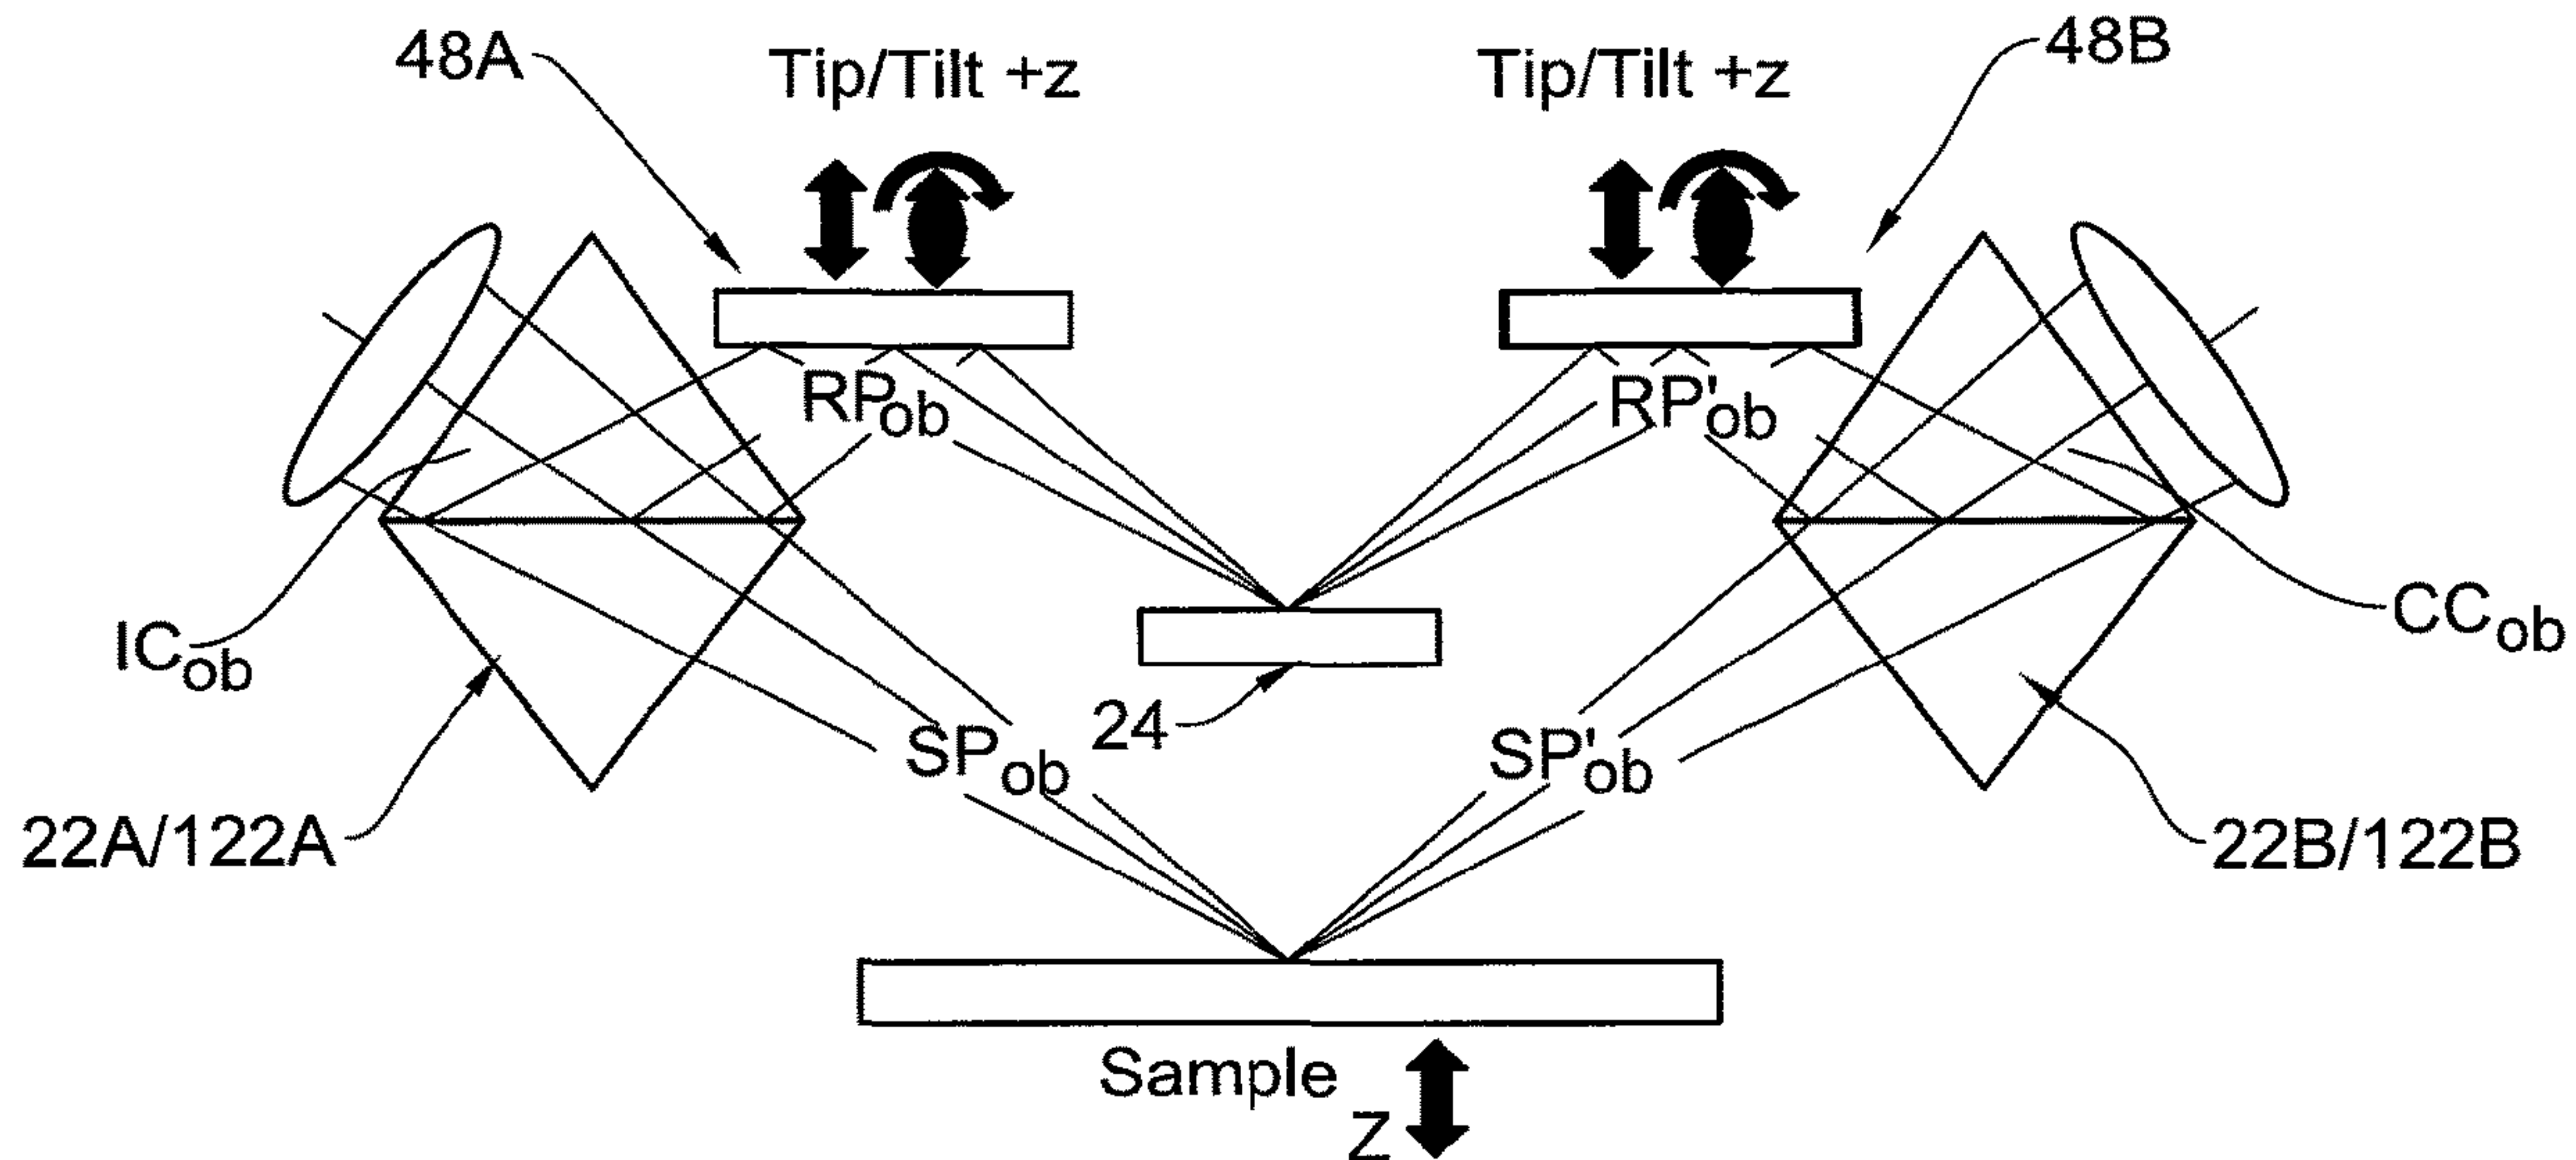 48A
Tip/Tilt +z
Tip/Tilt +z
48B
RPob
RP'ob
ICob
CCob
24
SPob
SP'ob
22A/122A
22B/122B
Sample
Z